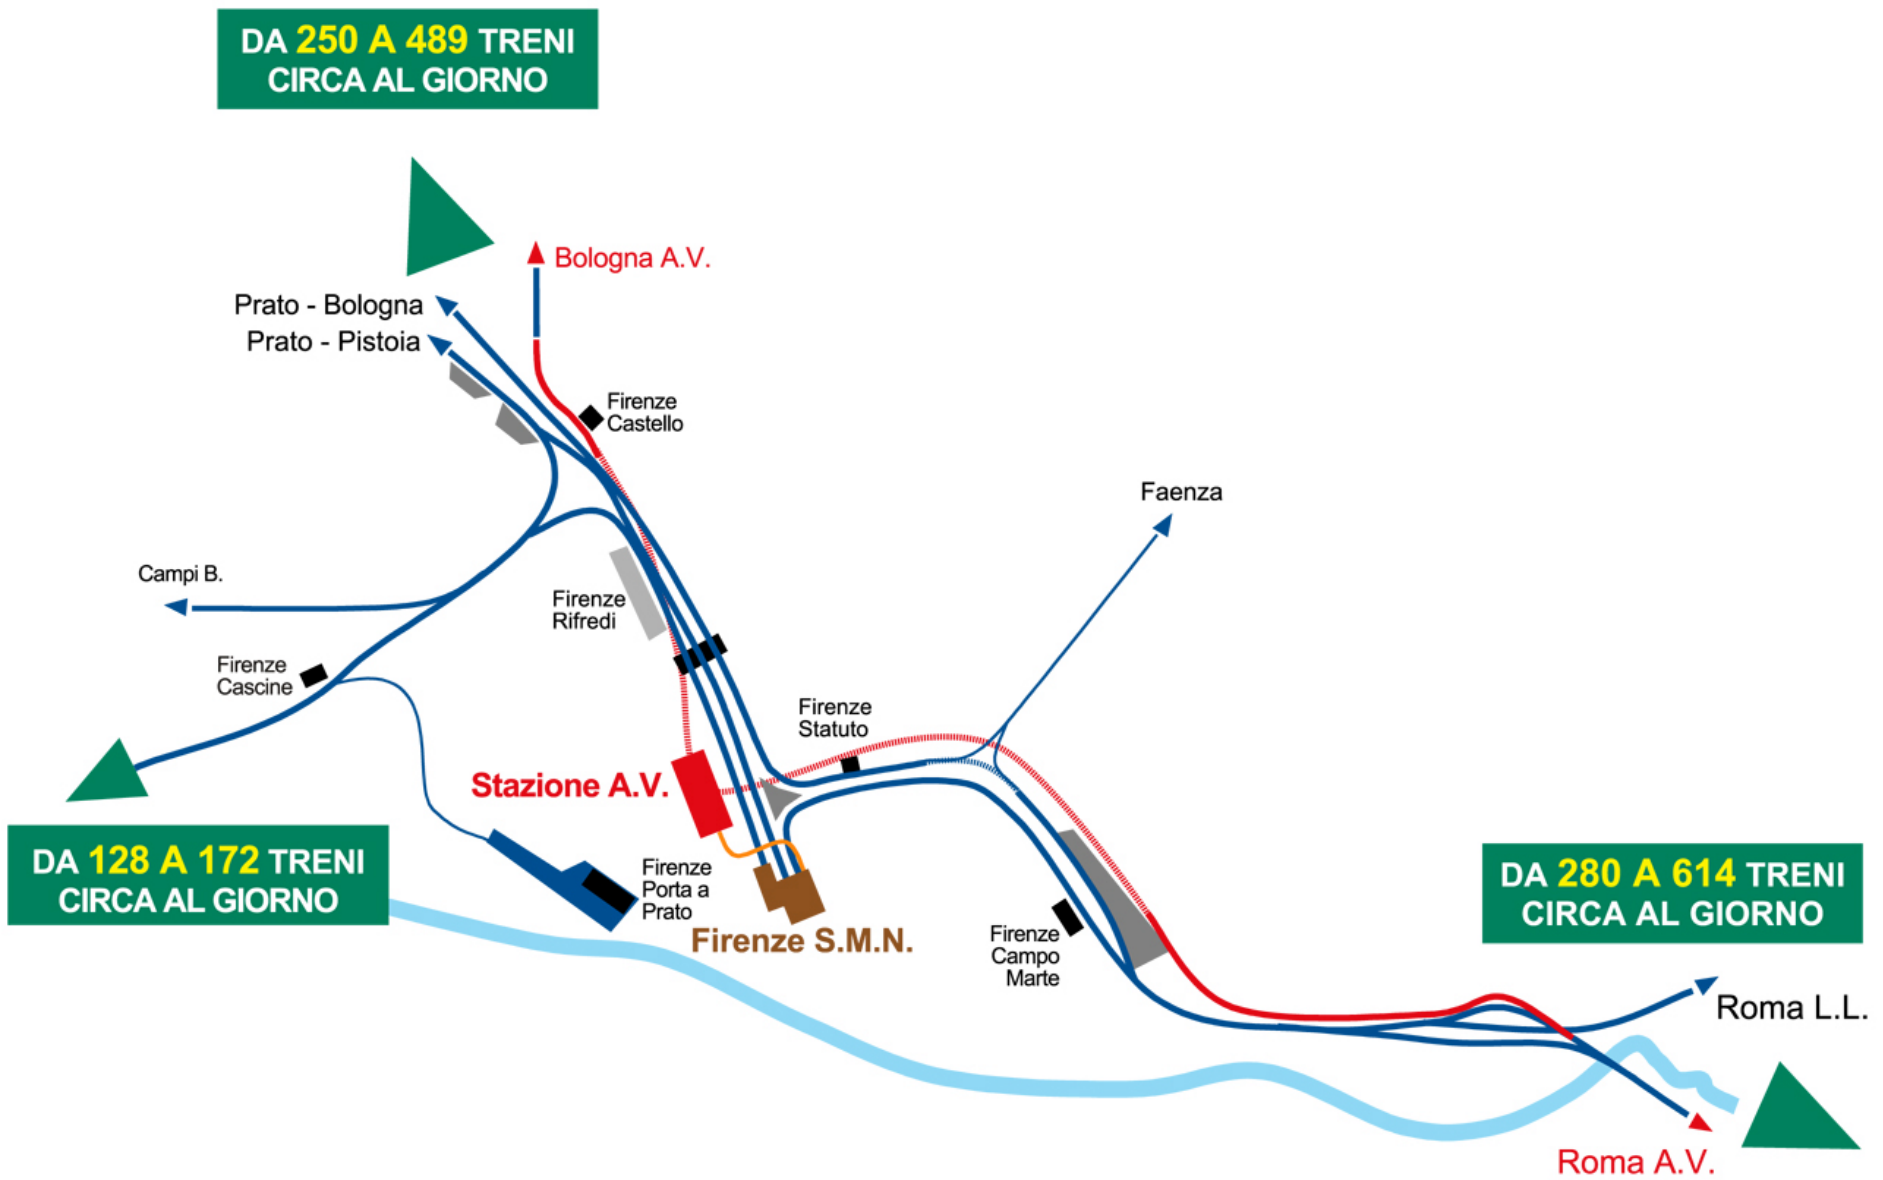 DA 250 A 489 TRENI
CIRCA AL GIORNO
Bologna A.V.
Prato - Bologna
Prato - Pistoia
Firenze
Castello
Faenza
Campi B.
Firenze
Rifredi
Firenze
Cascine
Firenze
Statuto
Stazione A.V.
DA 128 A 172 TRENI
CIRCA AL GIORNO
Firenze
Porta a
Prato
Firenze S.M.N.
Firenze
Campo
Marte
DA 280 A 614 TRENI
CIRCA AL GIORNO
Roma L.L.
Roma A.V.